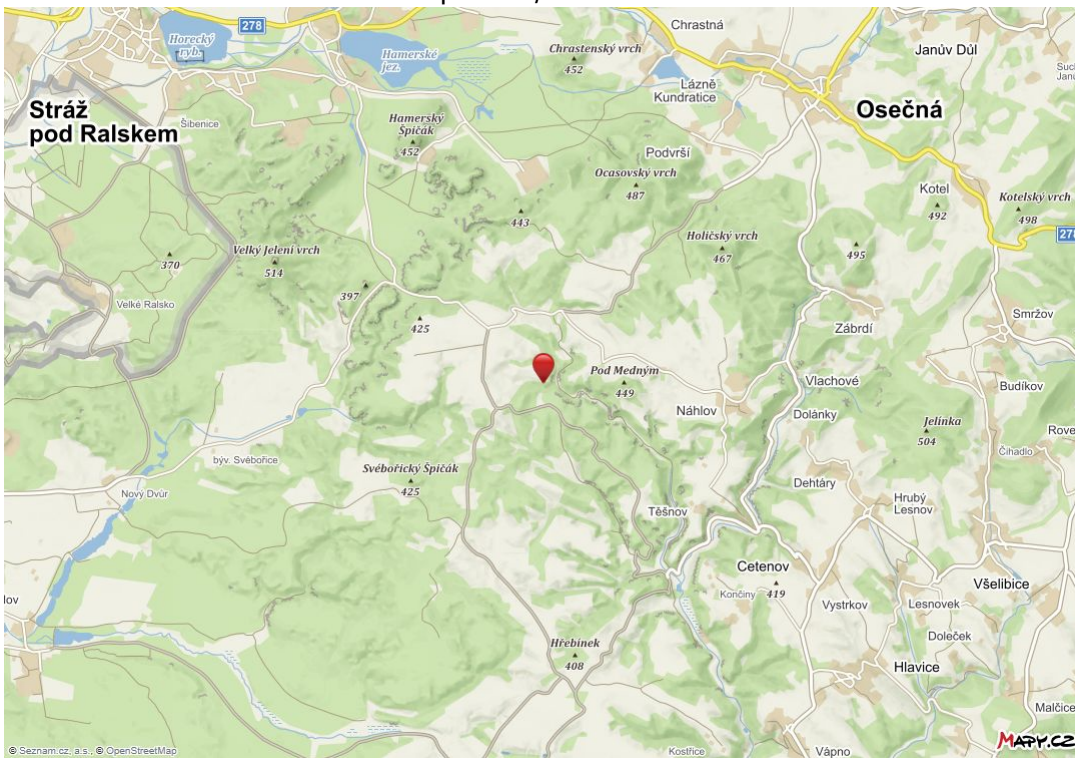 278
Chrastná
Horecký
ryb.
Hamerské
jez.
Chrastenský vrch
452
Janův Důl
Lázně
Kundratice
Stráž
pod Ralskem
Šibenice
Hamerský
Špičák
452
Osečná
Podvrší
Ocasovský vrch
487
Kotel
492
Kotelský vrch
498
443
Holičský vrch
467
278
Velký Jelení vrch
514
370
495
397
Velké Ralsko
425
Smržov
Zábrdí
Pod Medným
449
Vlachové
Budíkov
Náhlov
Dolánky
Jelínka
504
Čihadlo
býv. Svébořice
Svébořický Špičák
425
Nový Dvůr
Dehtáry
Hrubý
Lesnov
Těšnov
Cetenov
Končiny
419
Všelibice
Vystrkov
Lesnovek
Doleček
Hřebínek
408
Hlavice
Malčice
Kostřice
Vápno
© Seznam.cz, a.s., © OpenStreetMap
MAPY.CZ